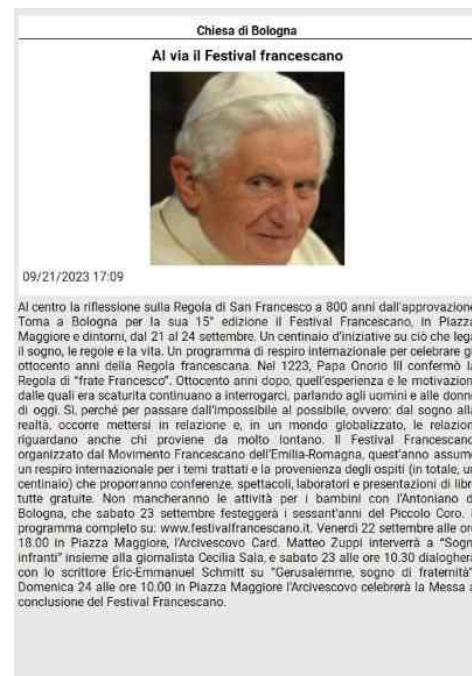 Chiesa di Bologna
Al via il Festival francescano
09/21/2023 17:09
Al centro la riflessione sulla Regola di San Francesco a 800 anni dall'approvazione
Torna a Bologna per la sua 15° edizione il Festival Francescano, in Piazza
Maggiore e dintorni, dal 21 al 24 settembre. Un centinaio d'iniziative su ciò che lega
il sogno, le regole e la vita. Un programma di respiro internazionale per celebrare gl
ottocento anni della Regola francescana. Nel 1223, Papa Onorio III confermò la
Regola di "frate Francesco". Ottocento anni dopo, quell'esperienza e le motivazion
dalle quali era scaturita continuano a interrogarci, parlando agli uomini e alle donne
di oggi. Sì, perché per passare dall'impossibile al possibile, ovvero: dal sogno alla
realtà, occorre mettersi in relazione e, in un mondo globalizzato, le relazion
riguardano anche chi proviene da molto lontano. Il Festival Francescano
organizzato dal Movimento Francescano dell'Emilia-Romagna, quest'anno assume
un respiro internazionale per i temi trattati e la provenienza degli ospiti (in totale, un
centinaio) che proporranno conferenze, spettacoli, laboratori e presentazioni di libri
tutte gratuite. Non mancheranno le attività per i bambini con l'Antoniano d
Bologna, che sabato 23 settembre festeggerà i sessant'anni del Piccolo Coro.
programma completo su: www.festivalfrancescano.it. Venerdì 22 settembre alle ore
18.00 in Piazza Maggiore, l'Arcivescovo Card. Matteo Zuppi interverrà a "Sogn
infranti" insieme alla giornalista Cecilia Sala, e sabato 23 alle ore 10.30 dialogherà
con lo scrittore Éric-Emmanuel Schmitt su "Gerusalemme, sogno di fraternità"
Domenica 24 alle ore 10.00 in Piazza Maggiore l'Arcivescovo celebrerà la Messa a
conclusione del Festival Francescano.